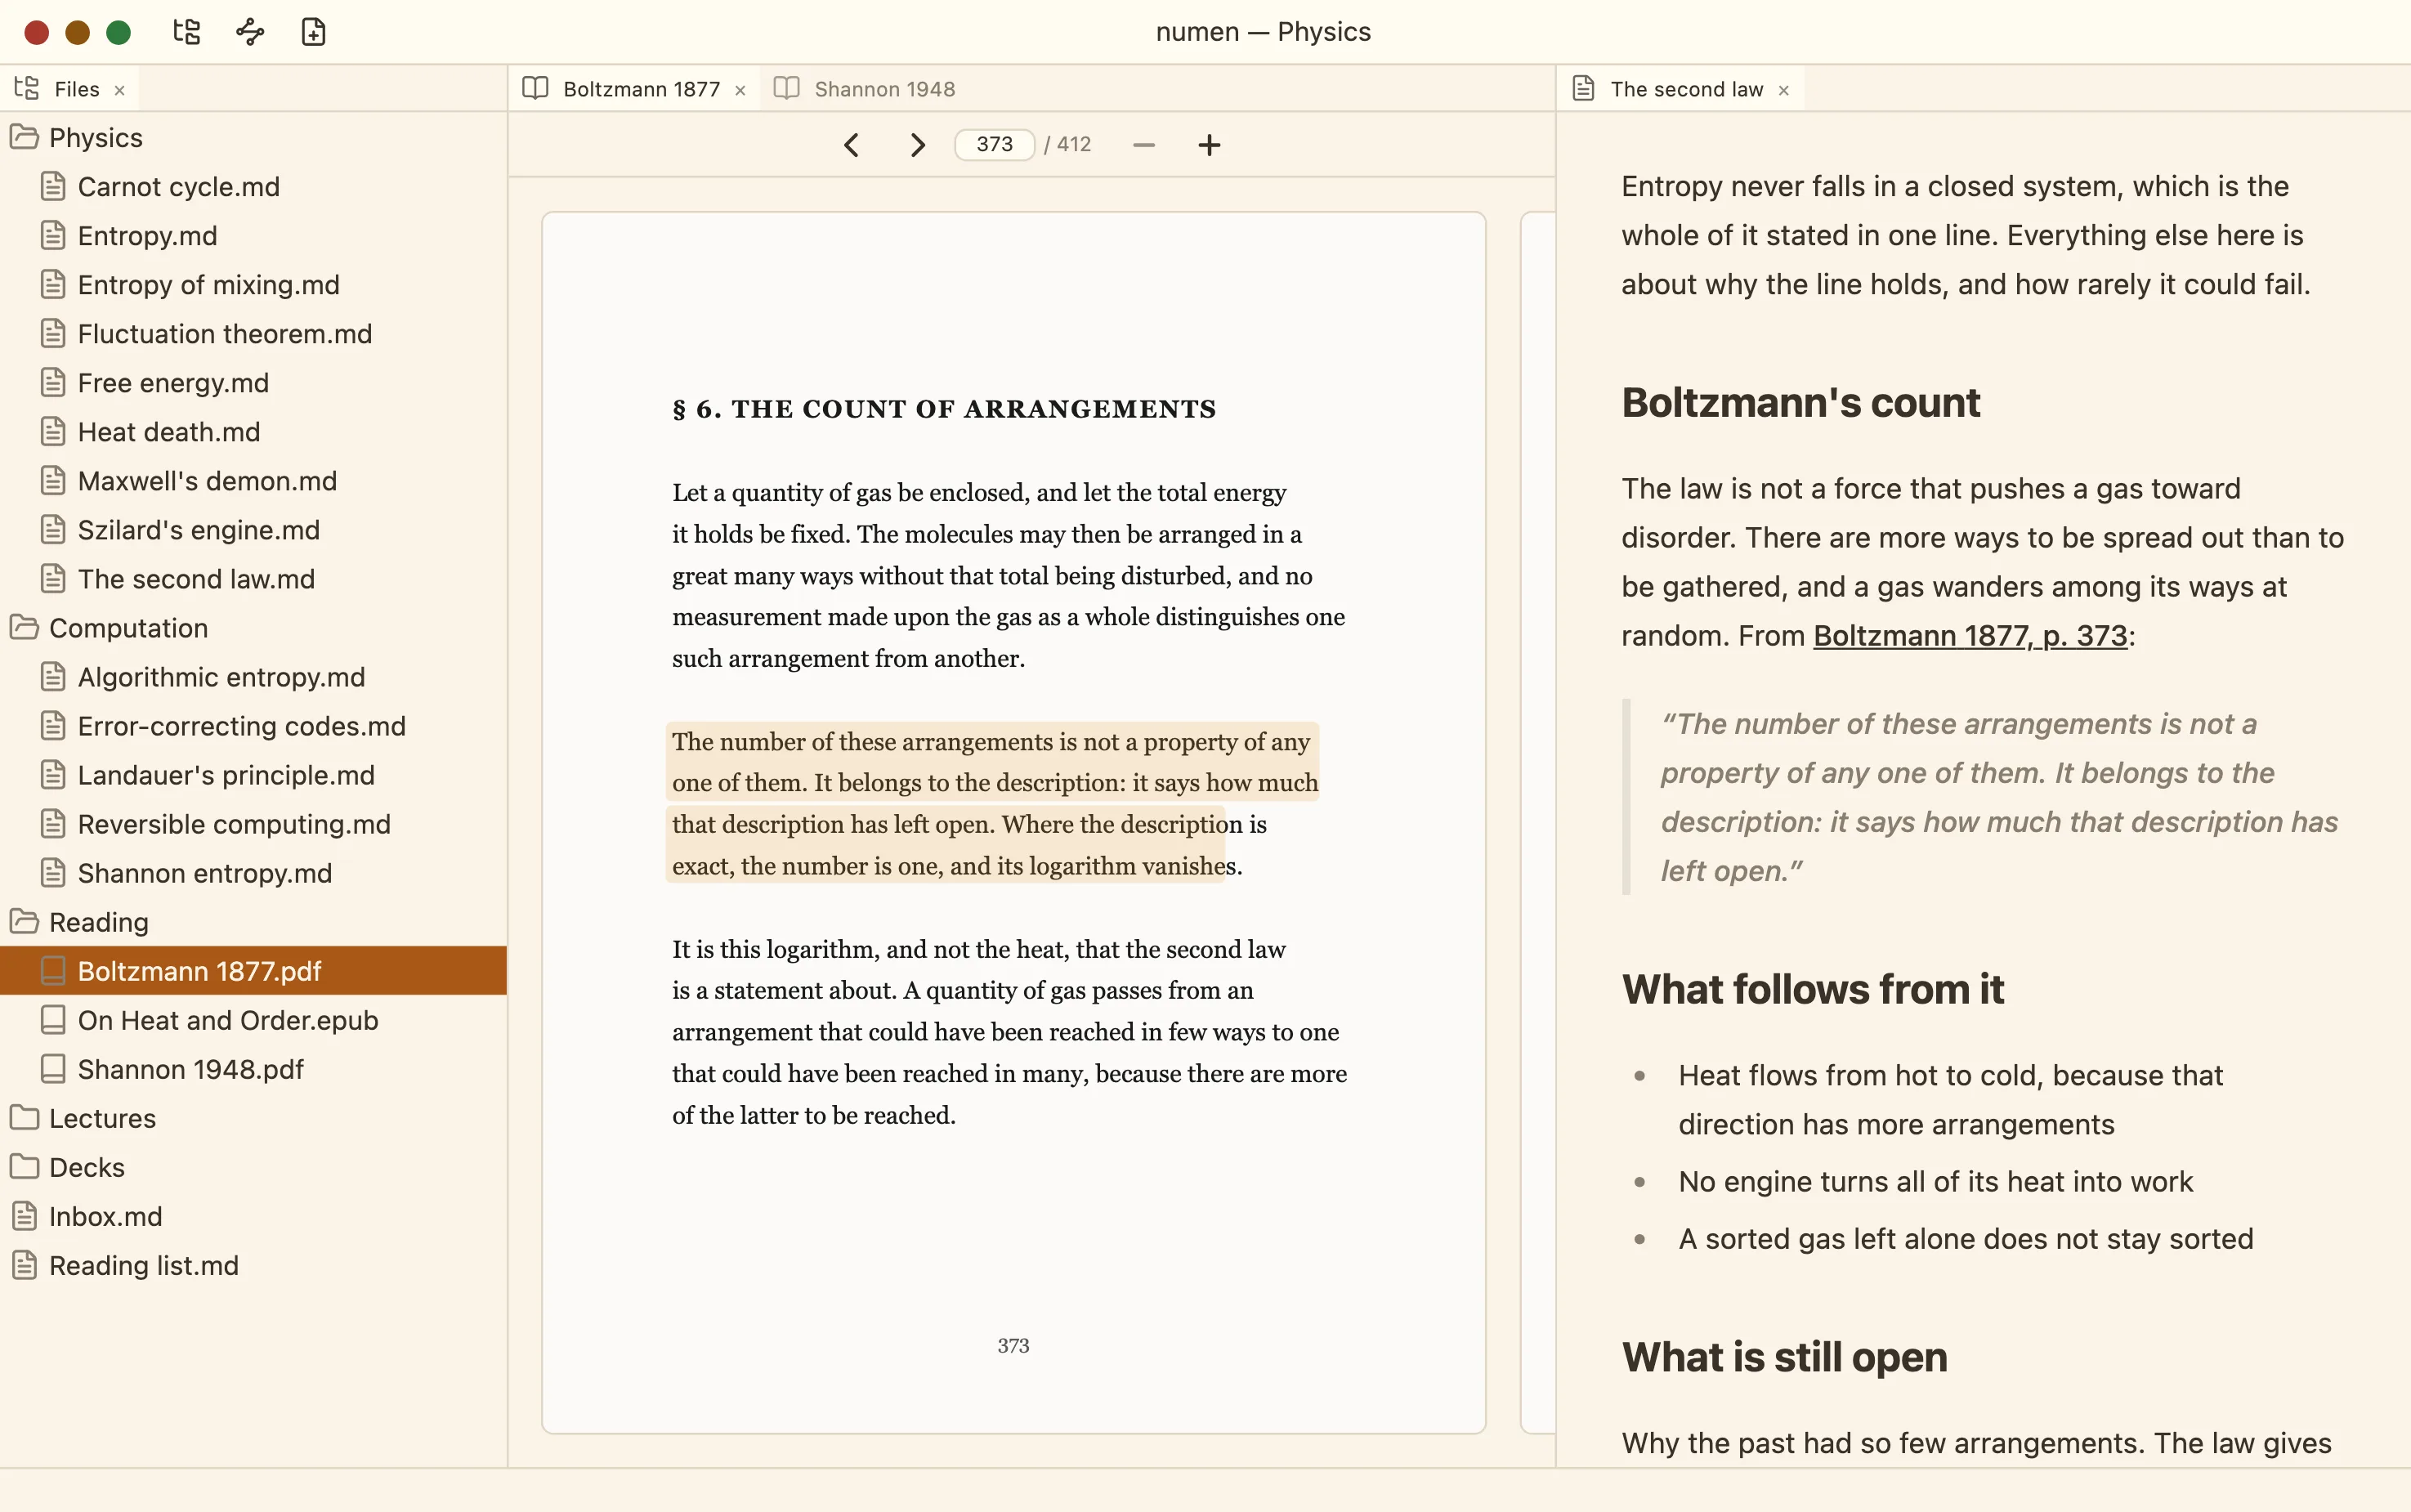 numen — Physics
Files ×
Physics
Carnot cycle.md
Entropy.md
Entropy of mixing.md
Fluctuation theorem.md
Free energy.md
Heat death.md
Maxwell's demon.md
Szilard's engine.md
The second law.md
Computation
Algorithmic entropy.md
Error-correcting codes.md
Landauer's principle.md
Reversible computing.md
Shannon entropy.md
Reading
Boltzmann 1877.pdf
On Heat and Order.epub
Shannon 1948.pdf
Lectures
Decks
Inbox.md
Reading list.md
Boltzmann 1877 × Shannon 1948
373 / 412
§ 6. THE COUNT OF ARRANGEMENTS
Let a quantity of gas be enclosed, and let the total energy
it holds be fixed. The molecules may then be arranged in a
great many ways without that total being disturbed, and no
measurement made upon the gas as a whole distinguishes one
such arrangement from another.
The number of these arrangements is not a property of any
one of them. It belongs to the description: it says how much
that description has left open. Where the description is
exact, the number is one, and its logarithm vanishes.
It is this logarithm, and not the heat, that the second law
is a statement about. A quantity of gas passes from an
arrangement that could have been reached in few ways to one
that could have been reached in many, because there are more
of the latter to be reached.
373
The second law ×
Entropy never falls in a closed system, which is the
whole of it stated in one line. Everything else here is
about why the line holds, and how rarely it could fail.
Boltzmann's count
The law is not a force that pushes a gas toward
disorder. There are more ways to be spread out than to
be gathered, and a gas wanders among its ways at
random. From Boltzmann 1877, p. 373:
“The number of these arrangements is not a
property of any one of them. It belongs to the
description: it says how much that description has
left open.”
What follows from it
• Heat flows from hot to cold, because that
direction has more arrangements
• No engine turns all of its heat into work
• A sorted gas left alone does not stay sorted
What is still open
Why the past had so few arrangements. The law gives